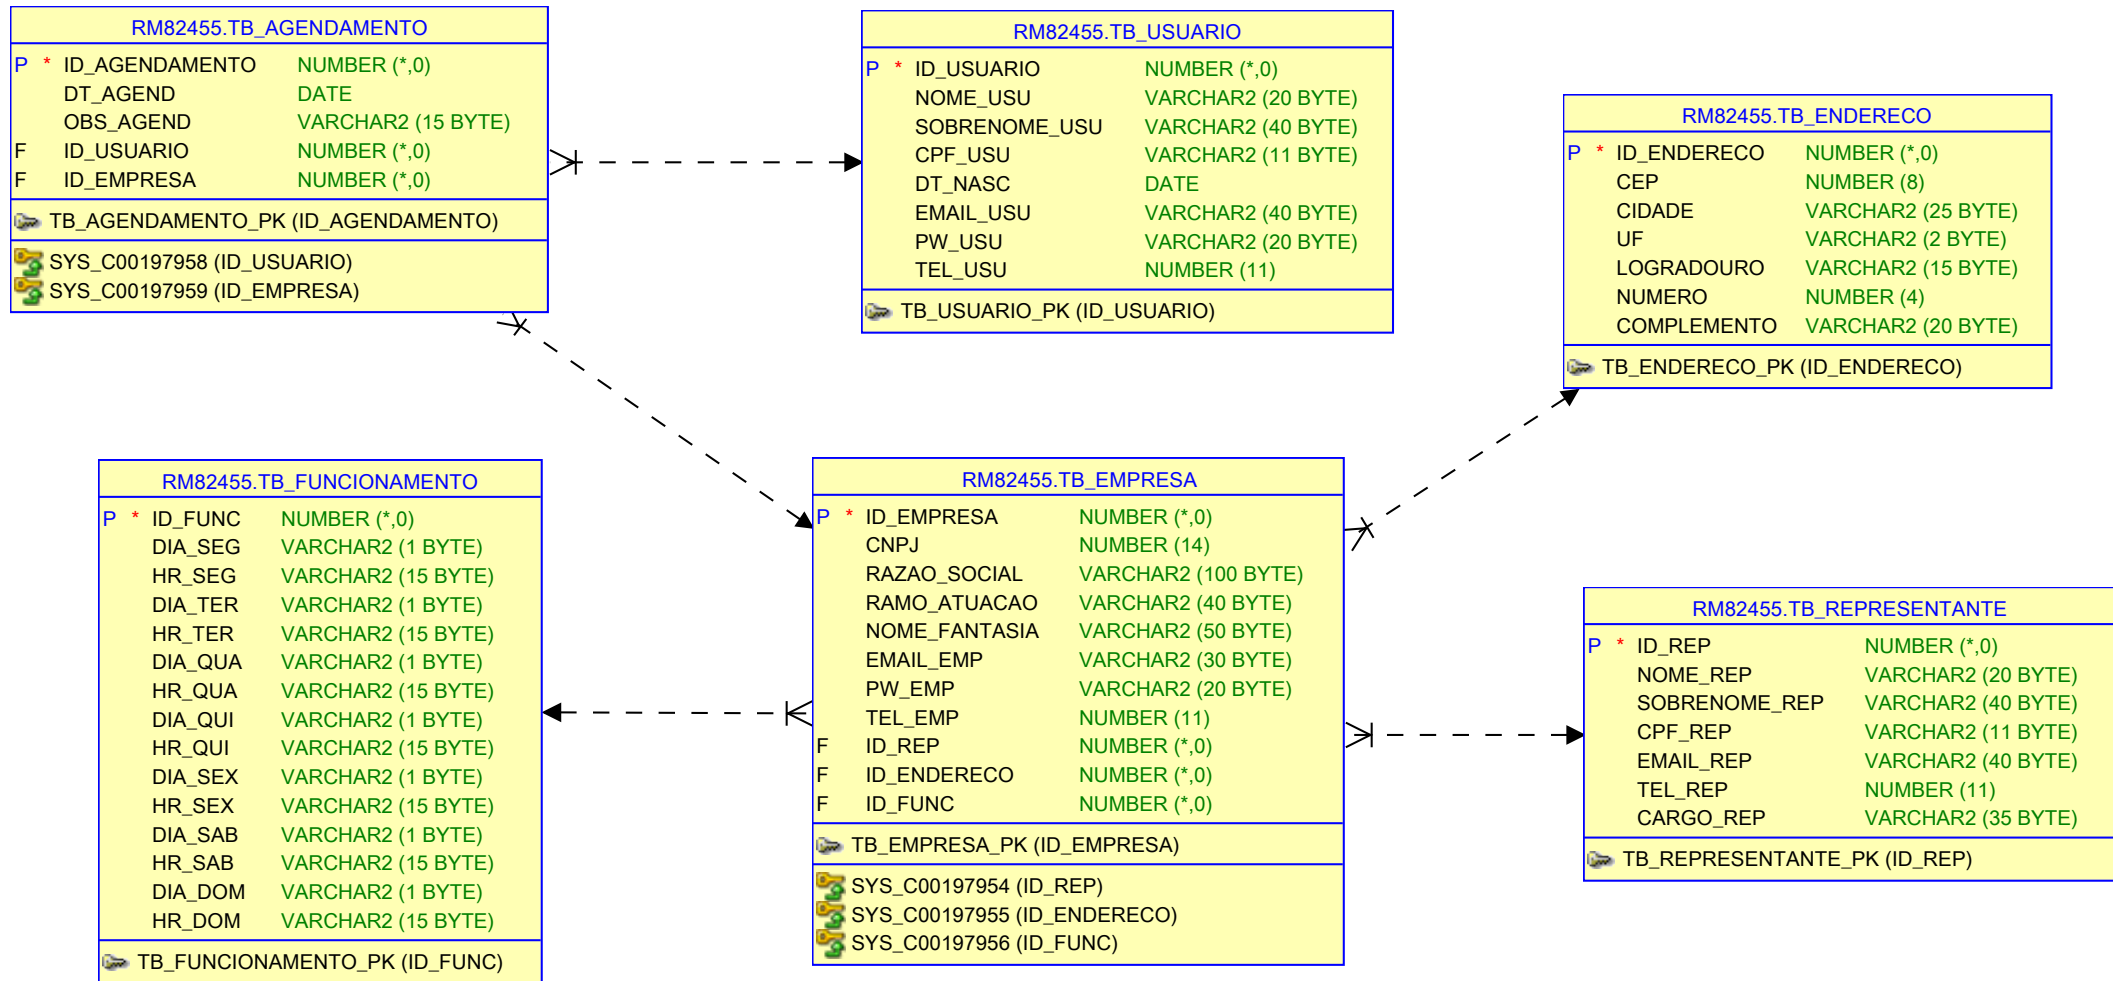 RM82455.TB_AGENDAMENTO
P * ID_AGENDAMENTO NUMBER (*,0)
DT_AGEND DATE
OBS_AGEND VARCHAR2 (15 BYTE)
F ID_USUARIO NUMBER (*,0)
F ID_EMPRESA NUMBER (*,0)
TB_AGENDAMENTO_PK (ID_AGENDAMENTO)
SYS_C00197958 (ID_USUARIO)
SYS_C00197959 (ID_EMPRESA)
RM82455.TB_USUARIO
P * ID_USUARIO NUMBER (*,0)
NOME_USU VARCHAR2 (20 BYTE)
SOBRENOME_USU VARCHAR2 (40 BYTE)
CPF_USU VARCHAR2 (11 BYTE)
DT_NASC DATE
EMAIL_USU VARCHAR2 (40 BYTE)
PW_USU VARCHAR2 (20 BYTE)
TEL_USU NUMBER (11)
TB_USUARIO_PK (ID_USUARIO)
RM82455.TB_ENDERECO
P * ID_ENDERECO NUMBER (*,0)
CEP NUMBER (8)
CIDADE VARCHAR2 (25 BYTE)
UF VARCHAR2 (2 BYTE)
LOGRADOURO VARCHAR2 (15 BYTE)
NUMERO NUMBER (4)
COMPLEMENTO VARCHAR2 (20 BYTE)
TB_ENDERECO_PK (ID_ENDERECO)
RM82455.TB_FUNCIONAMENTO
P * ID_FUNC NUMBER (*,0)
DIA_SEG VARCHAR2 (1 BYTE)
HR_SEG VARCHAR2 (15 BYTE)
DIA_TER VARCHAR2 (1 BYTE)
HR_TER VARCHAR2 (15 BYTE)
DIA_QUA VARCHAR2 (1 BYTE)
HR_QUA VARCHAR2 (15 BYTE)
DIA_QUI VARCHAR2 (1 BYTE)
HR_QUI VARCHAR2 (15 BYTE)
DIA_SEX VARCHAR2 (1 BYTE)
HR_SEX VARCHAR2 (15 BYTE)
DIA_SAB VARCHAR2 (1 BYTE)
HR_SAB VARCHAR2 (15 BYTE)
DIA_DOM VARCHAR2 (1 BYTE)
HR_DOM VARCHAR2 (15 BYTE)
TB_FUNCIONAMENTO_PK (ID_FUNC)
RM82455.TB_EMPRESA
P * ID_EMPRESA NUMBER (*,0)
CNPJ NUMBER (14)
RAZAO_SOCIAL VARCHAR2 (100 BYTE)
RAMO_ATUACAO VARCHAR2 (40 BYTE)
NOME_FANTASIA VARCHAR2 (50 BYTE)
EMAIL_EMP VARCHAR2 (30 BYTE)
PW_EMP VARCHAR2 (20 BYTE)
TEL_EMP NUMBER (11)
F ID_REP NUMBER (*,0)
F ID_ENDERECO NUMBER (*,0)
F ID_FUNC NUMBER (*,0)
TB_EMPRESA_PK (ID_EMPRESA)
SYS_C00197954 (ID_REP)
SYS_C00197955 (ID_ENDERECO)
SYS_C00197956 (ID_FUNC)
RM82455.TB_REPRESENTANTE
P * ID_REP NUMBER (*,0)
NOME_REP VARCHAR2 (20 BYTE)
SOBRENOME_REP VARCHAR2 (40 BYTE)
CPF_REP VARCHAR2 (11 BYTE)
EMAIL_REP VARCHAR2 (40 BYTE)
TEL_REP NUMBER (11)
CARGO_REP VARCHAR2 (35 BYTE)
TB_REPRESENTANTE_PK (ID_REP)